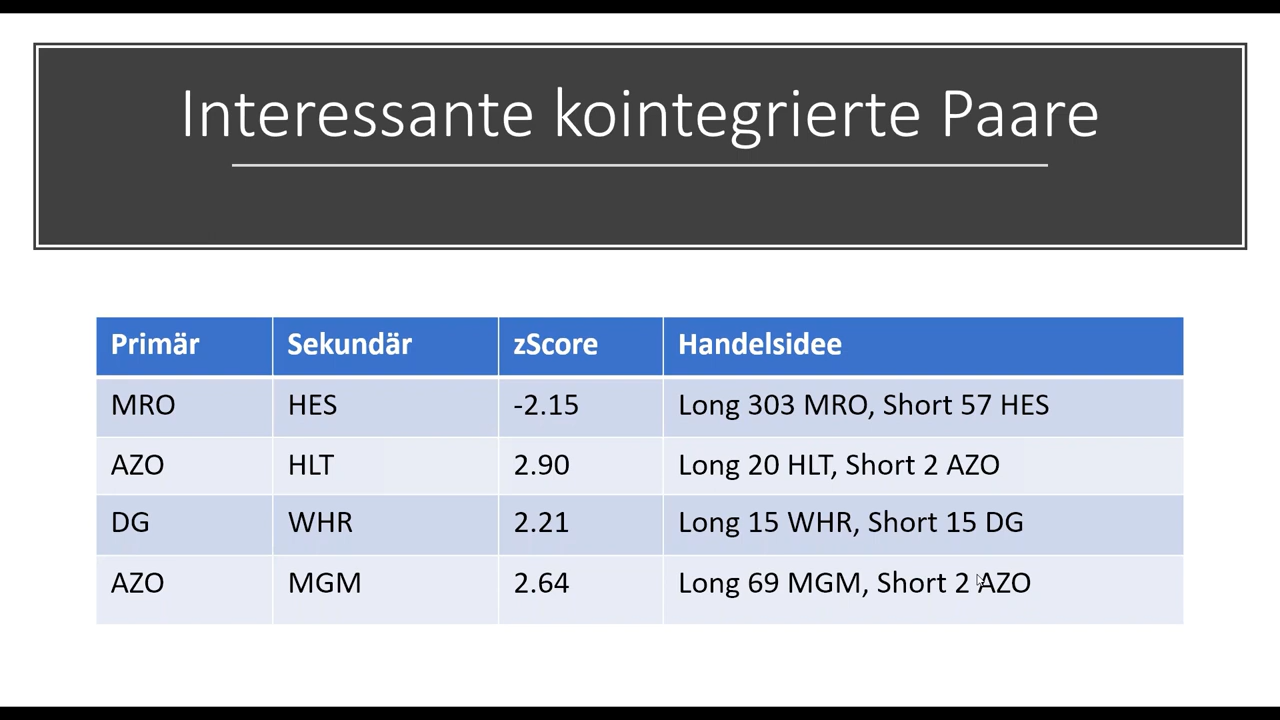 Interessante kointegrierte Paare
Primär Sekundär zScore Handelsidee
MRO HES -2.15 Long 303 MRO, Short 57 HES
AZO HLT 2.90 Long 20 HLT, Short 2 AZO
DG WHR 2.21 Long 15 WHR, Short 15 DG
AZO MGM 2.64 Long 69 MGM, Short 2 AZO